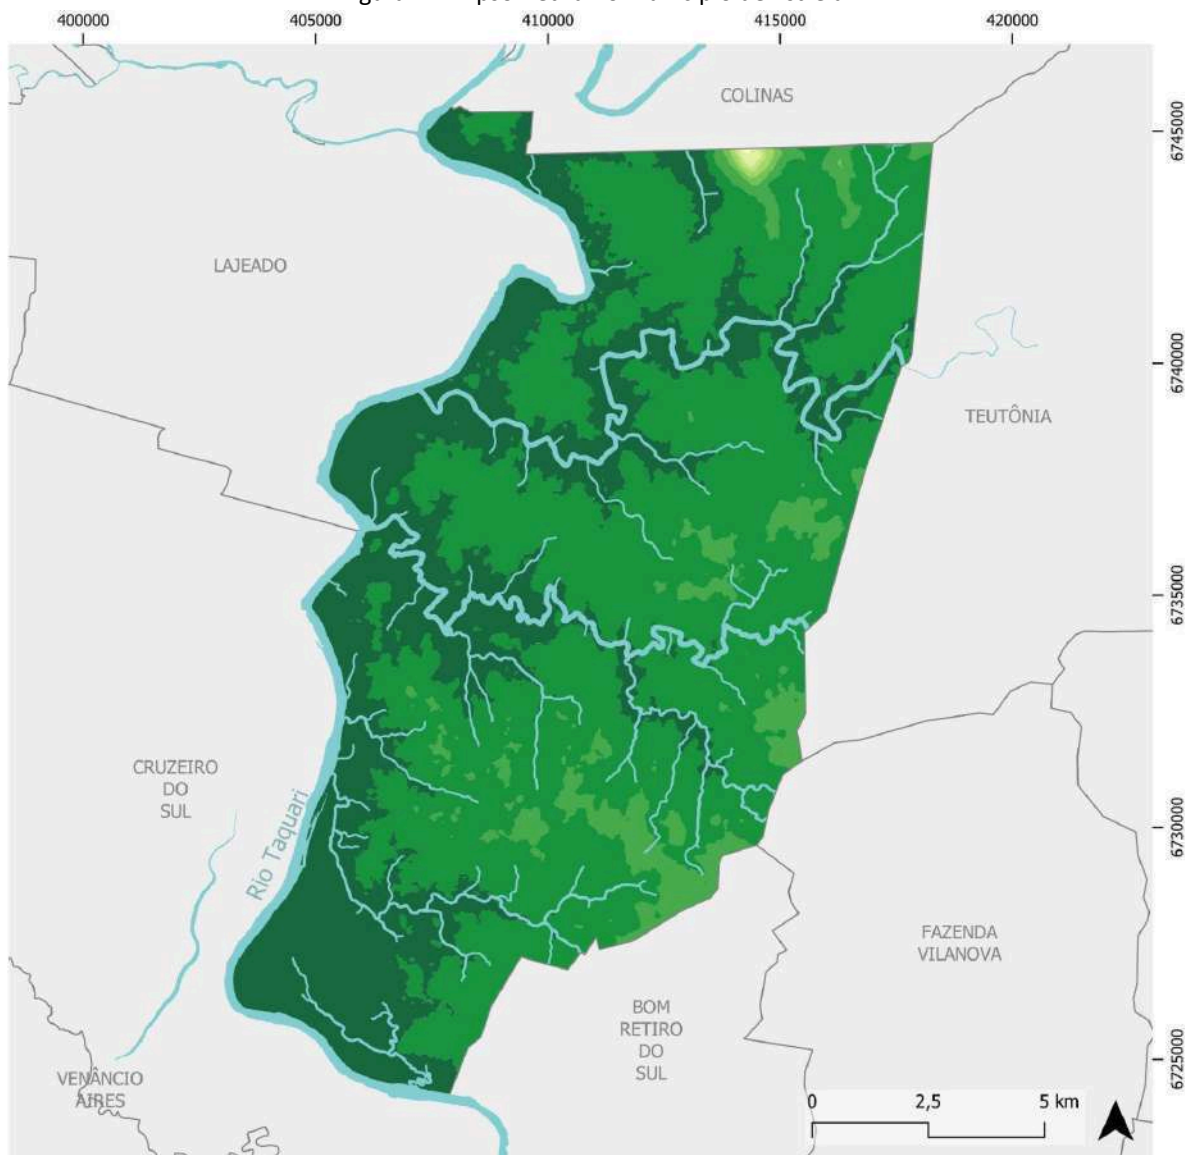 400000 405000 410000 415000 420000
COLINAS
6745000
LAJEADO
6740000
TEUTÔNIA
6735000
CRUZEIRO
DO
SUL
Rio Taquari
6730000
FAZENDA
VILANOVA
BOM
RETIRO
DO
SUL
6725000
VENÂNCIO
AIRES
0 2,5 5 km